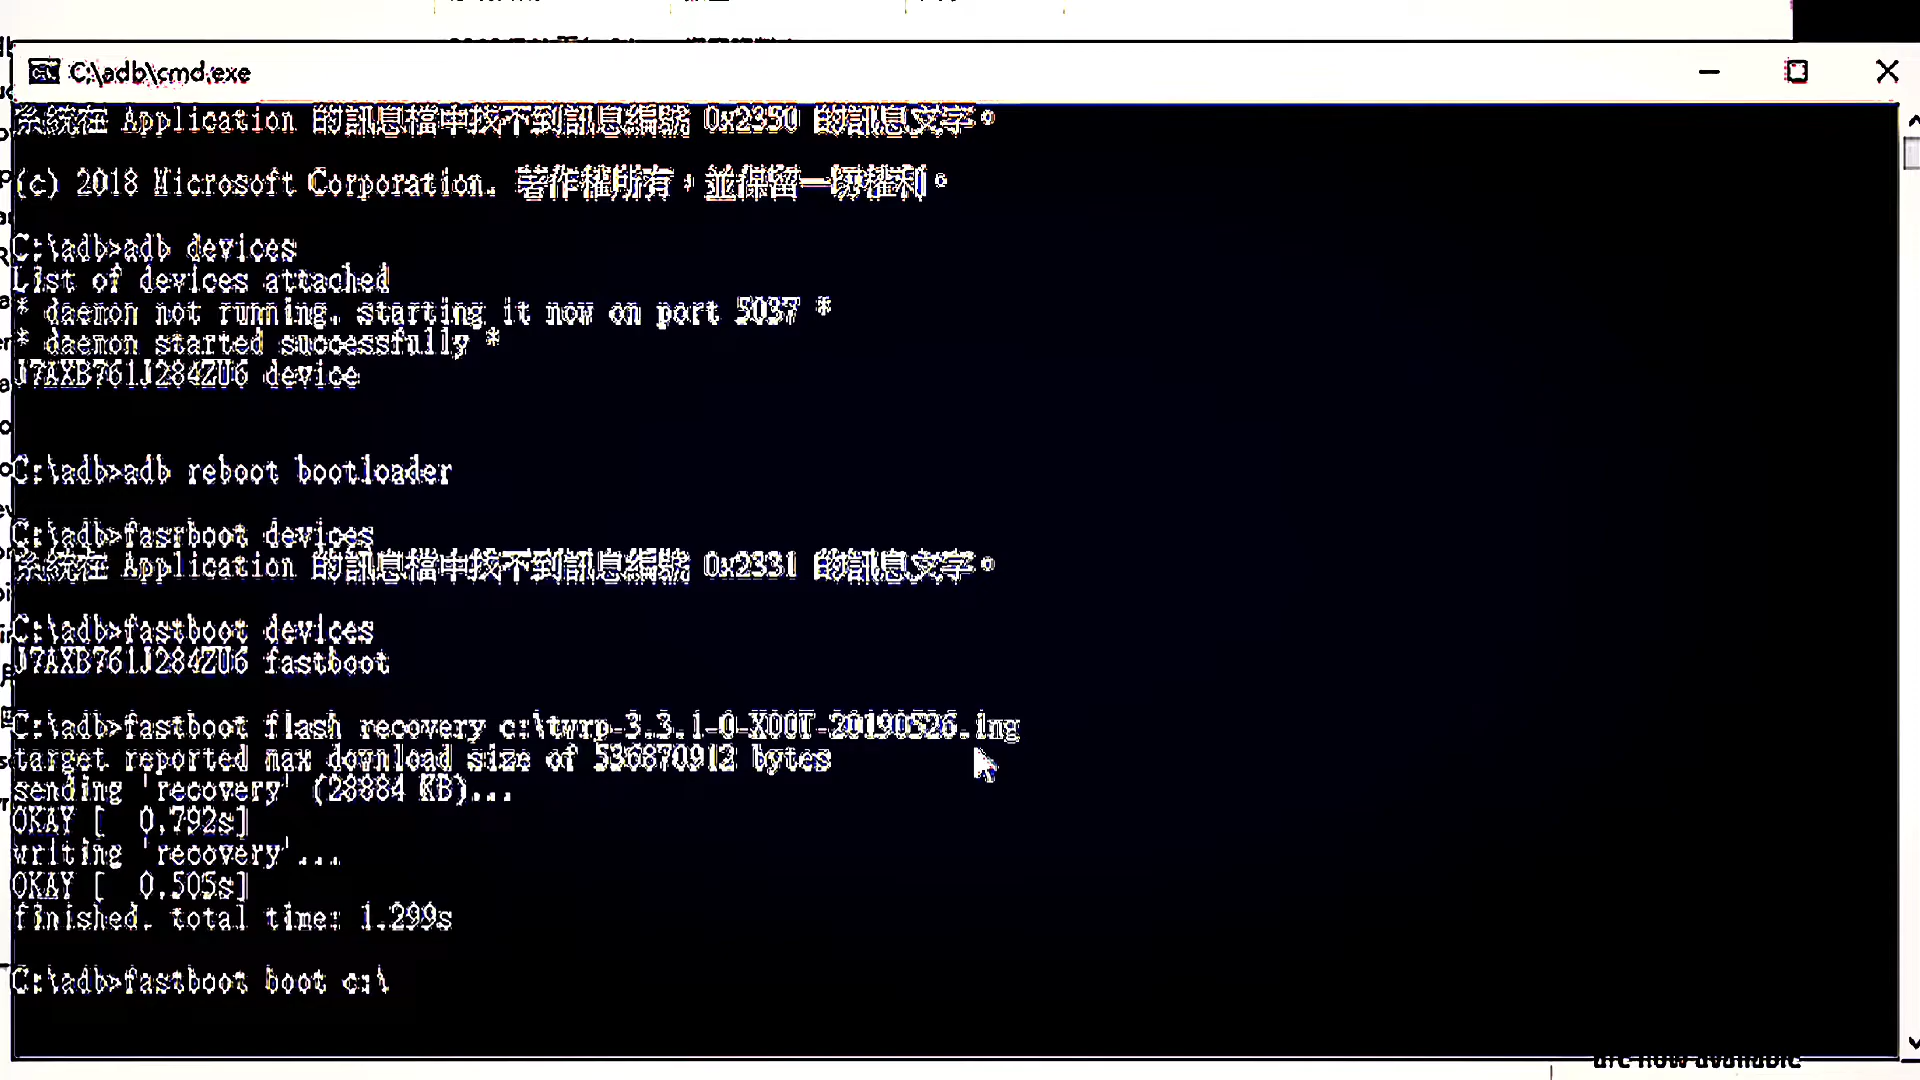 C:\adb\cmd.exe
系統在 Application 的訊息檔中找不到訊息編號 0x2350 的訊息文字。
(c) 2018 Microsoft Corporation. 著作權所有，並保留一切權利。
C:\adb>adb devices
List of devices attached
* daemon not running. starting it now on port 5037 *
* daemon started successfully *
J7AXB761J284ZU6 device
C:\adb>adb reboot bootloader
C:\adb>fasrboot devices
系統在 Application 的訊息檔中找不到訊息編號 0x2331 的訊息文字。
C:\adb>fastboot devices
J7AXB761J284ZU6 fastboot
C:\adb>fastboot flash recovery c:\twrp-3.3.1-0-X00T-20190526.img
target reported max download size of 536870912 bytes
sending 'recovery' (28884 KB)...
OKAY [  0.792s]
writing 'recovery'...
OKAY [  0.505s]
finished. total time: 1.299s
C:\adb>fastboot boot c:\
are now available